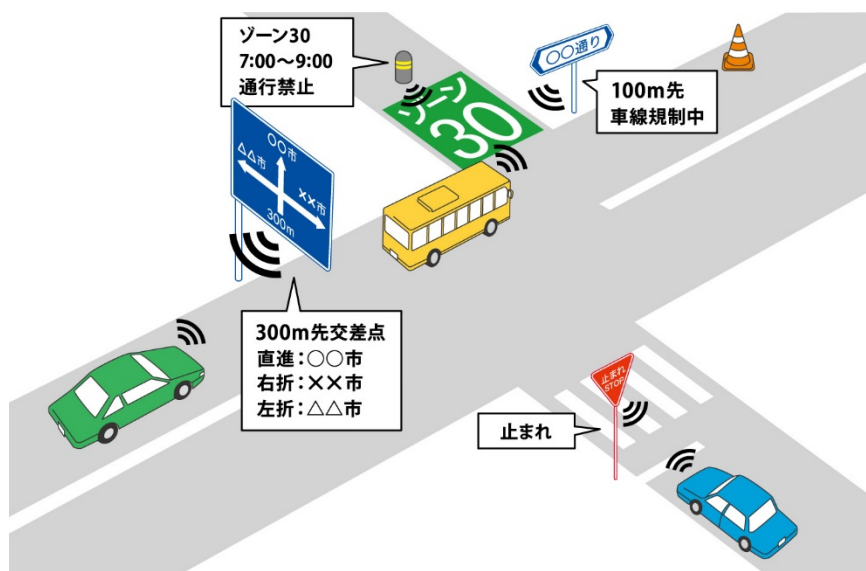 ゾーン30
7:00～9:00
通行禁止
○○通り
100m先
車線規制中
ゾーン
30
○○市
△△市
××市
300m
300m先交差点
直進：○○市
右折：××市
左折：△△市
止まれ
STOP
止まれ